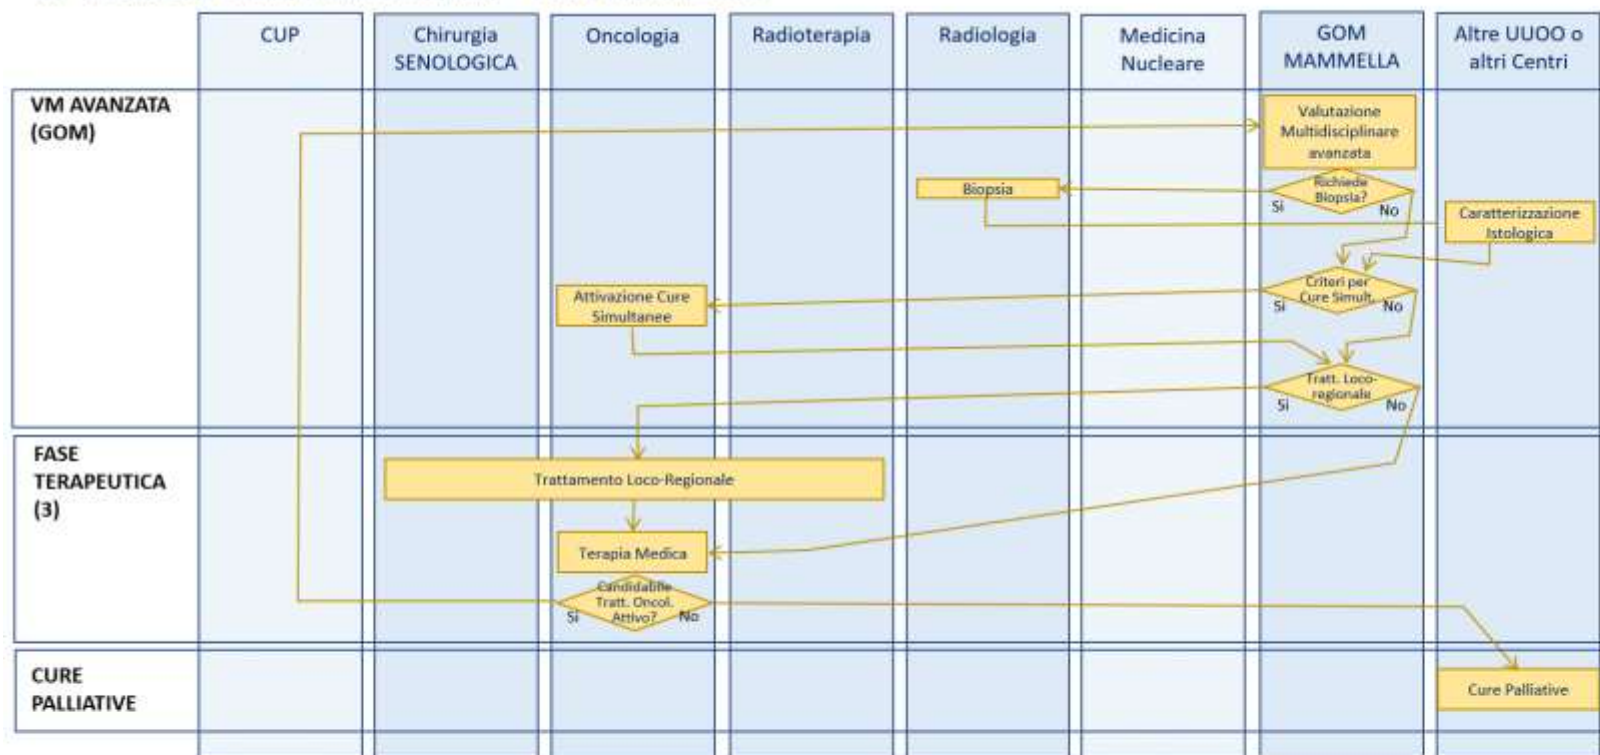 CUP
Chirurgia
SENOLOGICA
Oncologia
Radioterapia
Radiologia
Medicina
Nucleare
GOM
MAMMELLA
Altre UUOO o
altri Centri
VM AVANZATA
(GOM)
Valutazione
Multidisciplinare
avanzata
Biopsia
Richiede
Biopsia?
Si
No
Caratterizzazione
Istologica
Attivazione Cure
Simultanee
Criteri per
Cure Simult.
Si
No
Tratt. Loco-
regionale
Si
No
FASE
TERAPEUTICA
(3)
Trattamento Loco-Regionale
Terapia Medica
Candidabile
Tratt. Oncol.
Attivo?
Si
No
CURE
PALLIATIVE
Cure Palliative